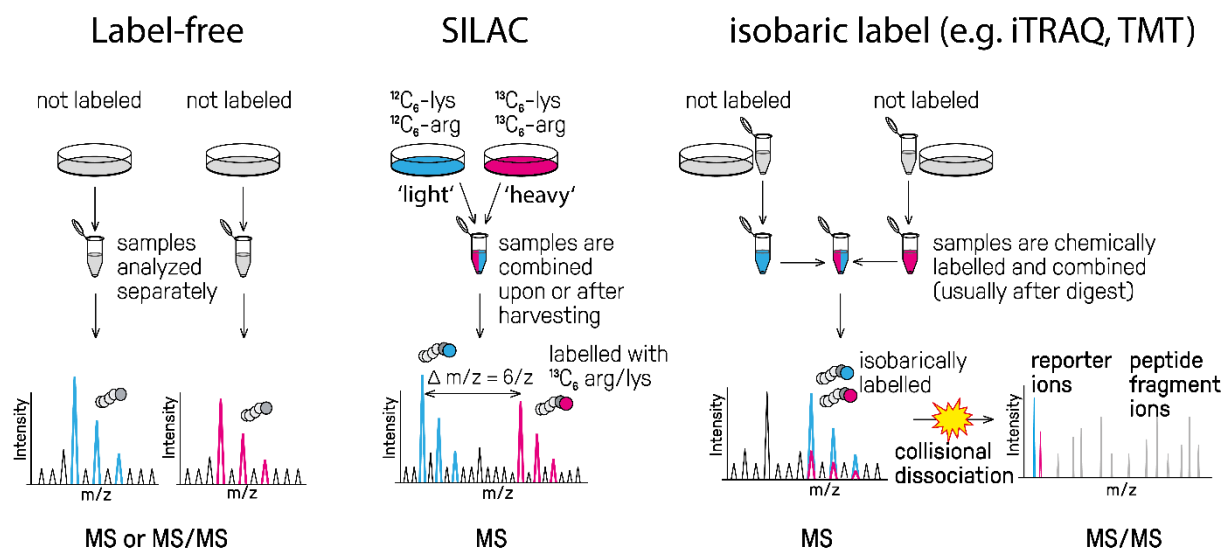 Label-free
not labeled
not labeled
samples
analyzed
separately
Intensity
m/z
Intensity
m/z
MS or MS/MS
SILAC
¹²C₆-lys
¹²C₆-arg
¹³C₆-lys
¹³C₆-arg
‘light‘
‘heavy‘
samples are
combined
upon or after
harvesting
labelled with
¹³C₆ arg/lys
Δ m/z = 6/z
Intensity
m/z
MS
isobaric label (e.g. iTRAQ, TMT)
not labeled
not labeled
samples are chemically
labelled and combined
(usually after digest)
isobarically
labelled
collisional
dissociation
Intensity
m/z
MS
reporter
ions
peptide
fragment
ions
Intensity
m/z
MS/MS